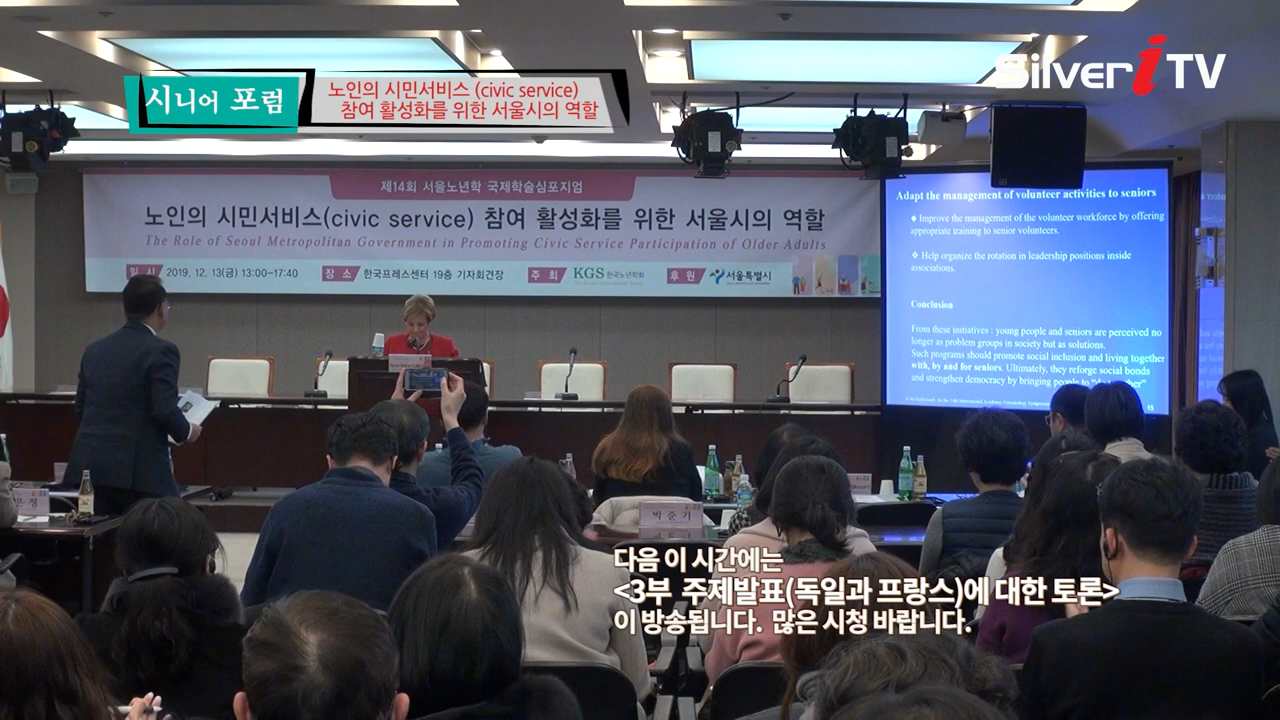 Silver i TV
시니어 포럼
노인의 시민서비스 (civic service)
참여 활성화를 위한 서울시의 역할
제14회 서울노년학 국제학술심포지엄
노인의 시민서비스(civic service) 참여 활성화를 위한 서울시의 역할
The Role of Seoul Metropolitan Government in Promoting Civic Service Participation of Older Adults
일 시 2019. 12. 13(금) 13:00~17:40 장 소 한국프레스센터 19층 기자회견장 주 최 KGS 한국노년학회 후 원 서울특별시
Adapt the management of volunteer activities to seniors
❖ Improve the management of the volunteer workforce by offering
appropriate training to senior volunteers.
❖ Help organize the rotation in leadership positions inside
associations.
Conclusion
From these initiatives : young people and seniors are perceived no
longer as problem groups in society but as solutions.
Such programs should promote social inclusion and living together
with, by and for seniors. Ultimately, they reforge social bonds
and strengthen democracy by bringing people to
15
박 준 기
다음 이 시간에는
<3부 주제발표(독일과 프랑스)에 대한 토론>
이 방송됩니다. 많은 시청 바랍니다.